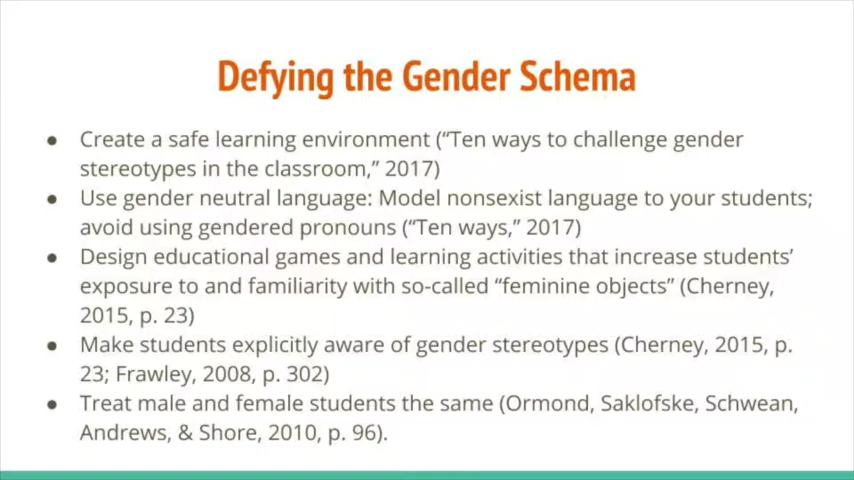 Defying the Gender Schema
● Create a safe learning environment (“Ten ways to challenge gender
stereotypes in the classroom,” 2017)
● Use gender neutral language: Model nonsexist language to your students;
avoid using gendered pronouns (“Ten ways,” 2017)
● Design educational games and learning activities that increase students’
exposure to and familiarity with so-called “feminine objects” (Cherney,
2015, p. 23)
● Make students explicitly aware of gender stereotypes (Cherney, 2015, p.
23; Frawley, 2008, p. 302)
● Treat male and female students the same (Ormond, Saklofske, Schwean,
Andrews, & Shore, 2010, p. 96).